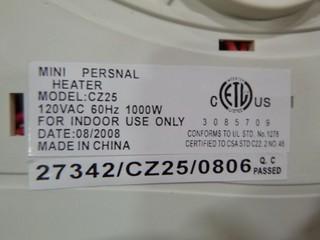 MINI PERSNAL
HEATER
MODEL:CZ25
120VAC 60Hz 1000W
FOR INDOOR USE ONLY
DATE:08/2008
MADE IN CHINA
C ETL US
3085709
CONFORMS TO UL STD. No.1278
CERTIFIED TO CSA STD C22.2 NO.46
27342/CZ25/0806 Q.C
PASSED